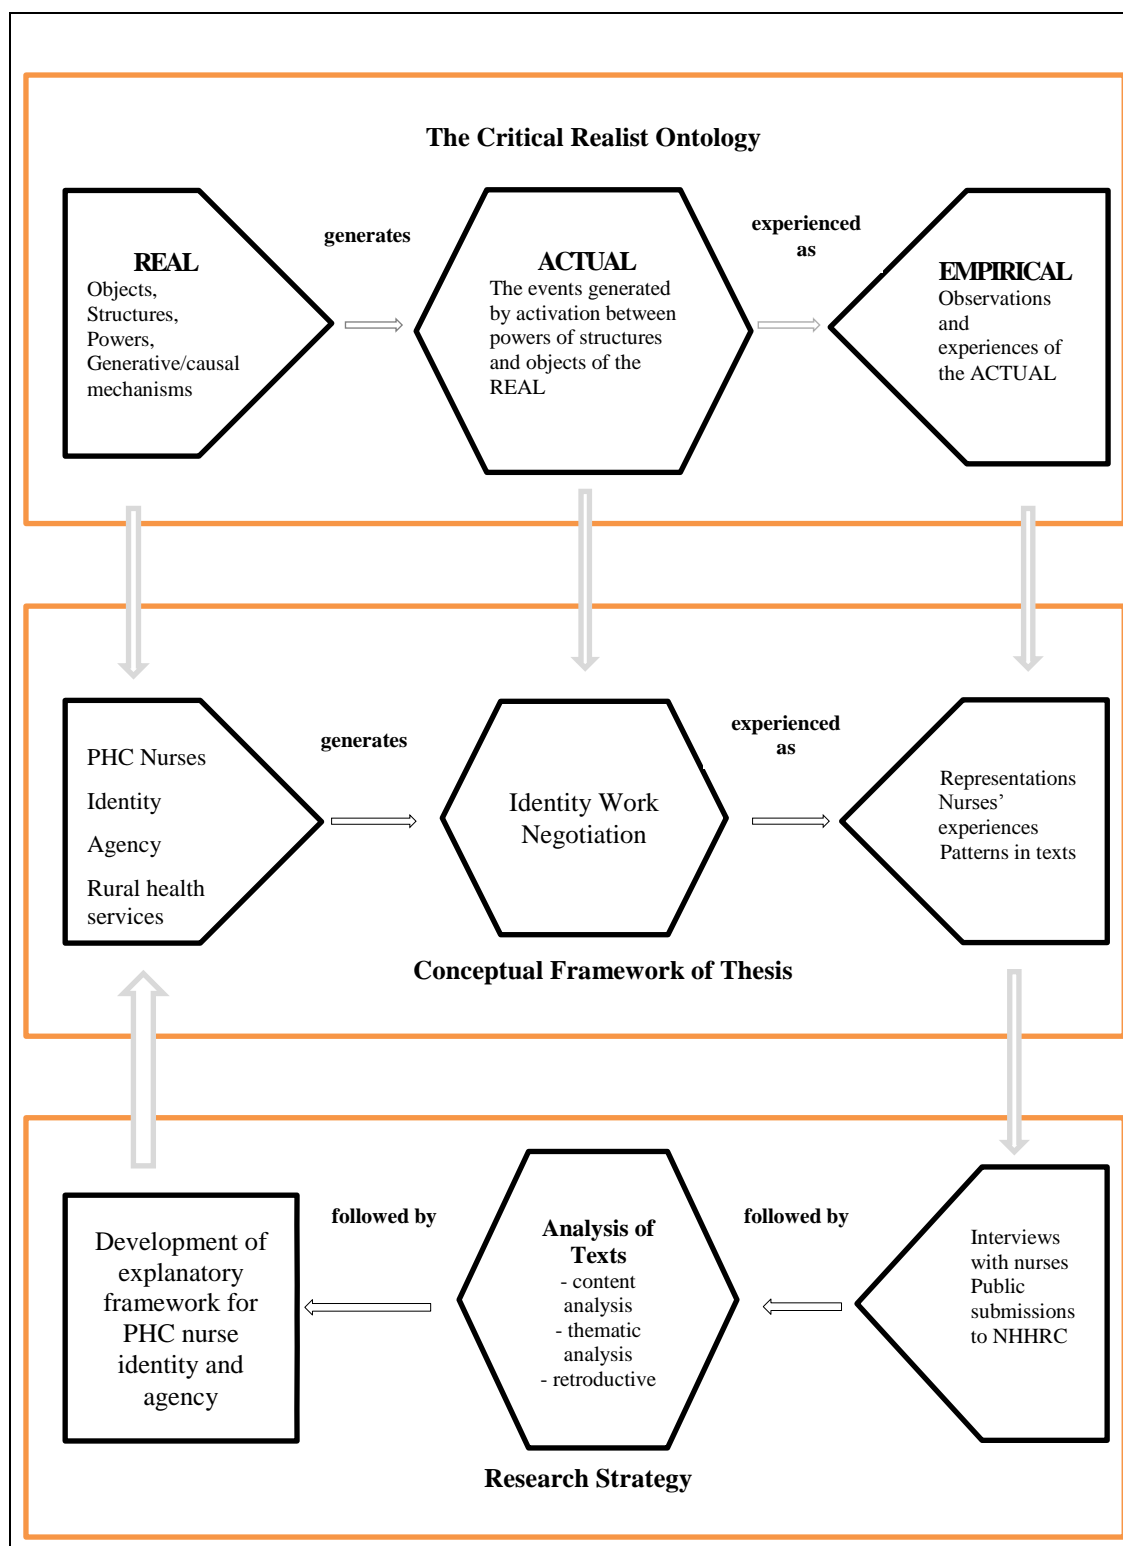 The Critical Realist Ontology
REAL
Objects,
Structures,
Powers,
Generative/causal
mechanisms
generates
ACTUAL
The events generated
by activation between
powers of structures
and objects of the
REAL
experienced
as
EMPIRICAL
Observations
and
experiences of
the ACTUAL
PHC Nurses
Identity
Agency
Rural health
services
generates
Identity Work
Negotiation
experienced
as
Representations
Nurses’
experiences
Patterns in texts
Conceptual Framework of Thesis
Development of
explanatory
framework for
PHC nurse
identity and
agency
followed by
Analysis of
Texts
- content
analysis
- thematic
analysis
- retroductive
followed by
Interviews
with nurses
Public
submissions
to NHHRC
Research Strategy